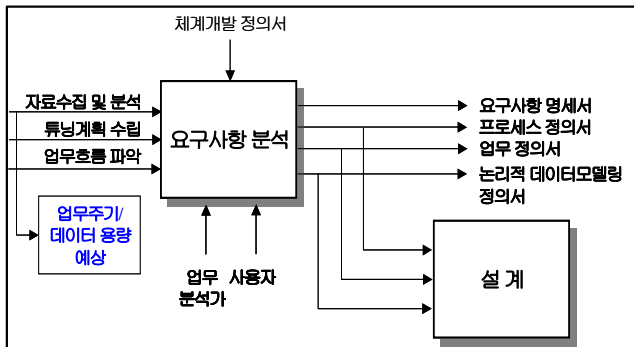 체계개발 정의서
자료수집 및 분석
튜닝계획 수립
업무흐름 파악
요구사항 분석
요구사항 명세서
프로세스 정의서
업무 정의서
논리적 데이터모델링
정의서
업무주기/
데이터 용량
예상
업무 사용자
분석가
설 계